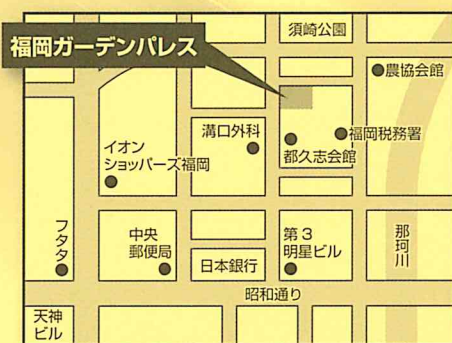 須崎公園
福岡ガーデンパレス
農協会館
溝口外科
福岡税務署
都久志会館
イオン
ショッパーズ福岡
フタタ
中央
郵便局
第3
明星ビル
那珂川
日本銀行
昭和通り
天神
ビル